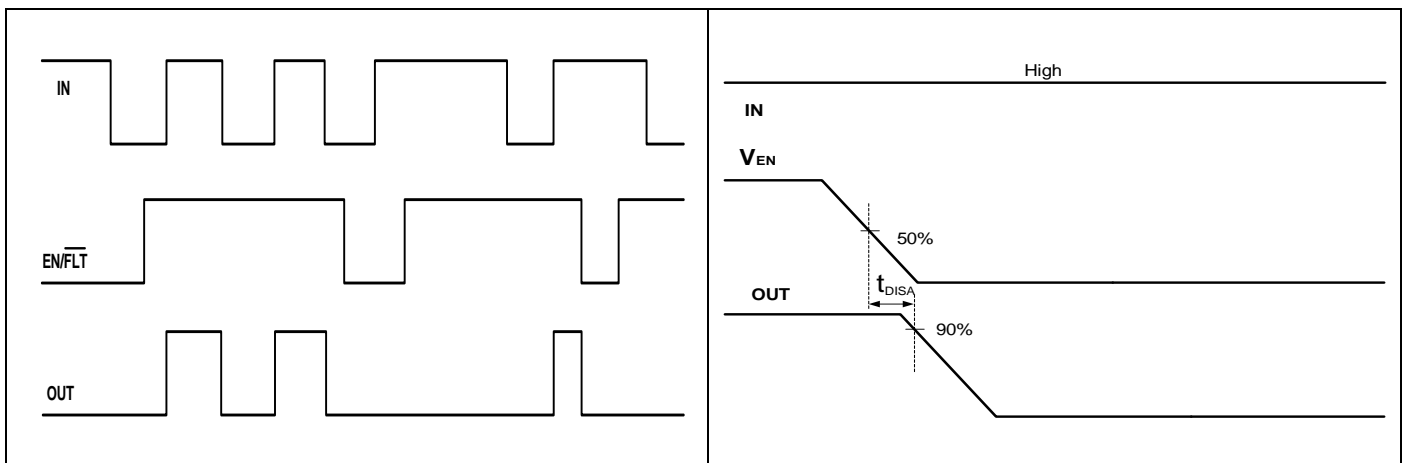 IN
EN/FLT
OUT
High
IN
VEN
50%
tDISA
OUT
90%